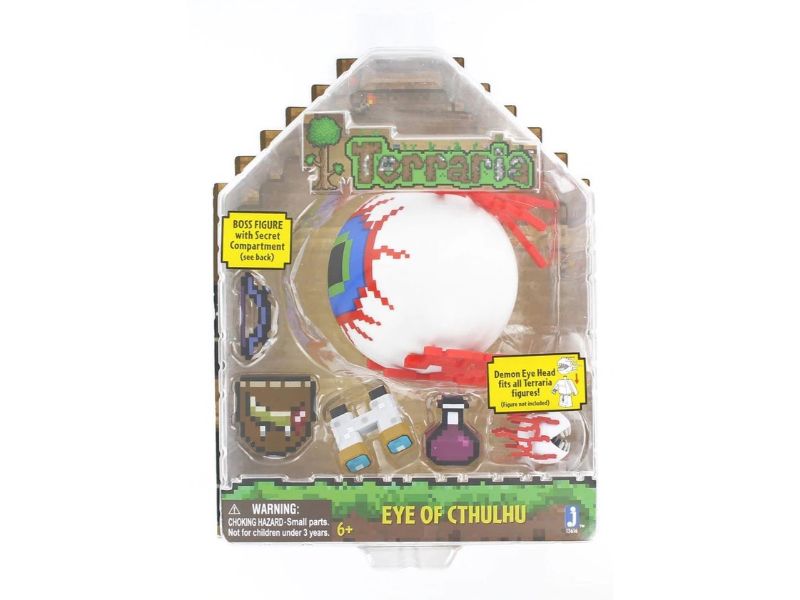 Terraria
BOSS FIGURE
with Secret
Compartment
(see back)
Demon Eye Head
fits all Terraria
figures!
(Figure not included)
WARNING:
CHOKING HAZARD-Small parts.
Not for children under 3 years.
6+
EYE OF CTHULHU